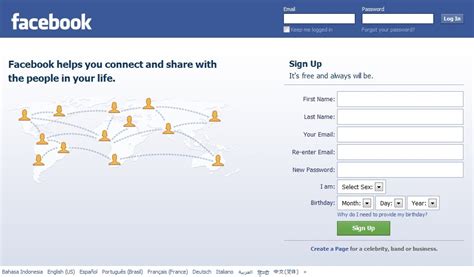 facebook
Email
Password
Log In
Keep me logged in
Forgot your password?
Facebook helps you connect and share with
the people in your life.
Sign Up
It's free and always will be.
First Name:
Last Name:
Your Email:
Re-enter Email:
New Password:
I am: Select Sex:
Birthday: Month: Day: Year:
Why do I need to provide my birthday?
Sign Up
Create a Page for a celebrity, band or business.
Bahasa Indonesia English (US) Español Português (Brasil) Français (France) Deutsch Italiano العربية हिन्दी 中文(简体)